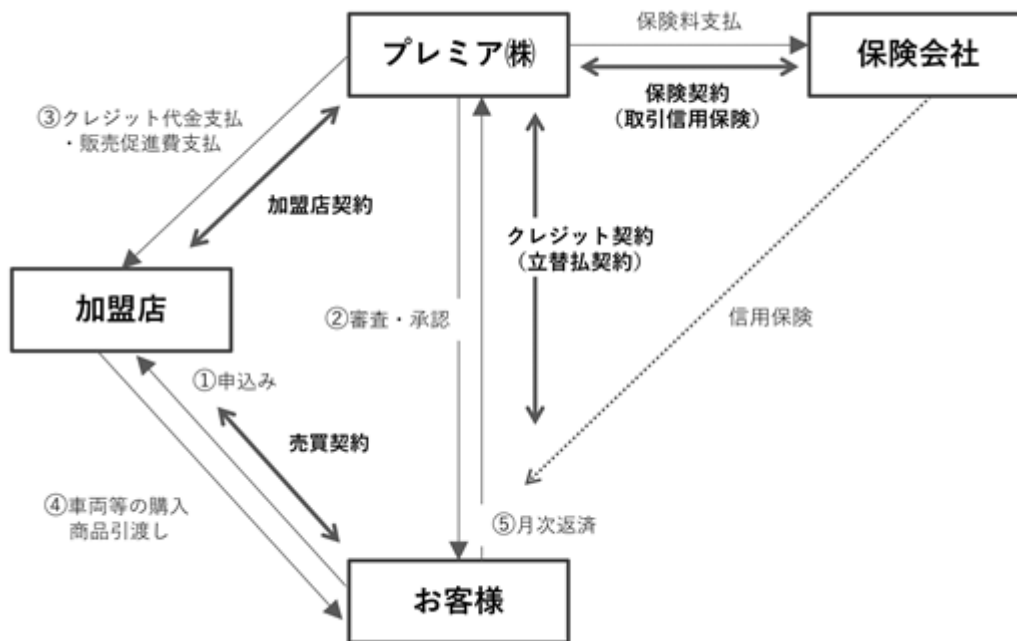 保険料支払
プレミア㈱
保険会社
保険契約
（取引信用保険）
③クレジット代金支払
・販売促進費支払
加盟店契約
クレジット契約
（立替払契約）
加盟店
②審査・承認
信用保険
①申込み
売買契約
④車両等の購入
商品引渡し
⑤月次返済
お客様